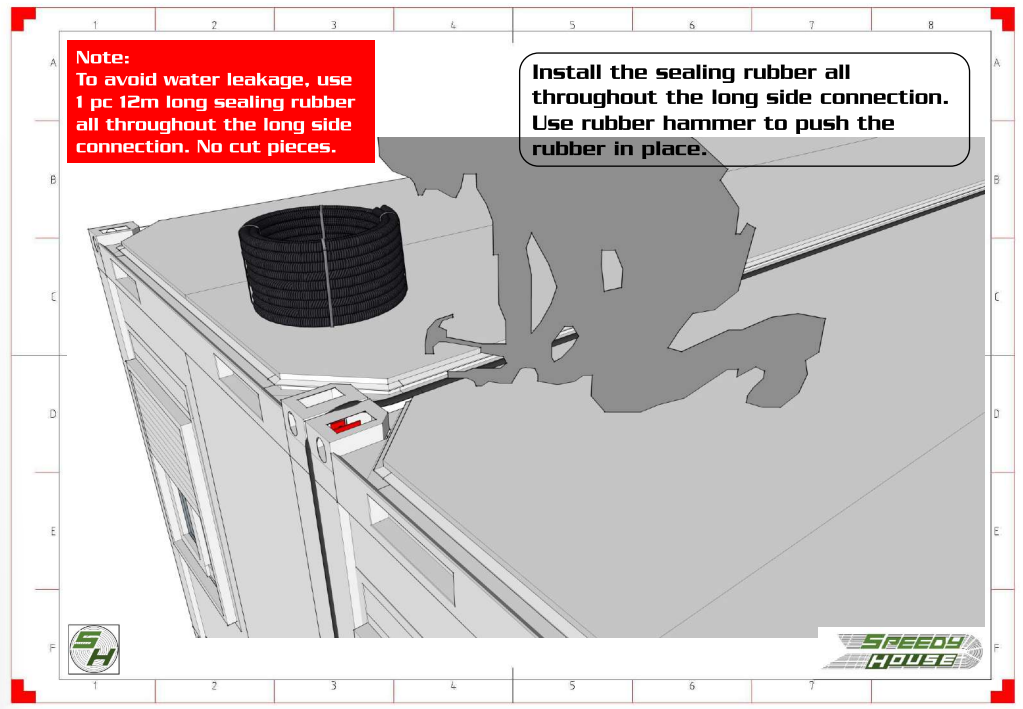 1 2 3 4 5 6 7 8
A A
Note:
To avoid water leakage, use
1 pc 12m long sealing rubber
all throughout the long side
connection. No cut pieces.
Install the sealing rubber all
throughout the long side connection.
Use rubber hammer to push the
rubber in place.
B B
C C
D D
E E
F F
SH
SPEEDY
HOUSE
1 2 3 4 5 6 7